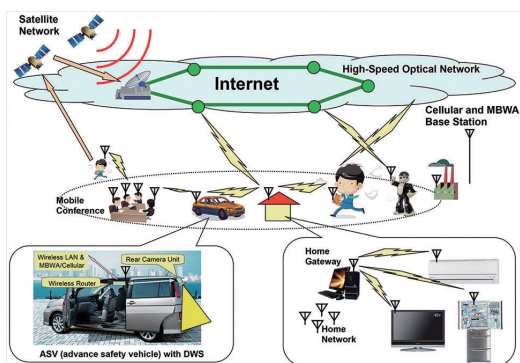 Satellite
Network
High-Speed Optical Network
Internet
Cellular and MBWA
Base Station
Mobile
Conference
Wireless LAN &
MBWA/Cellular
Rear Camera Unit
Wireless Router
ASV (advance safety vehicle) with DWS
Home
Gateway
Home
Network